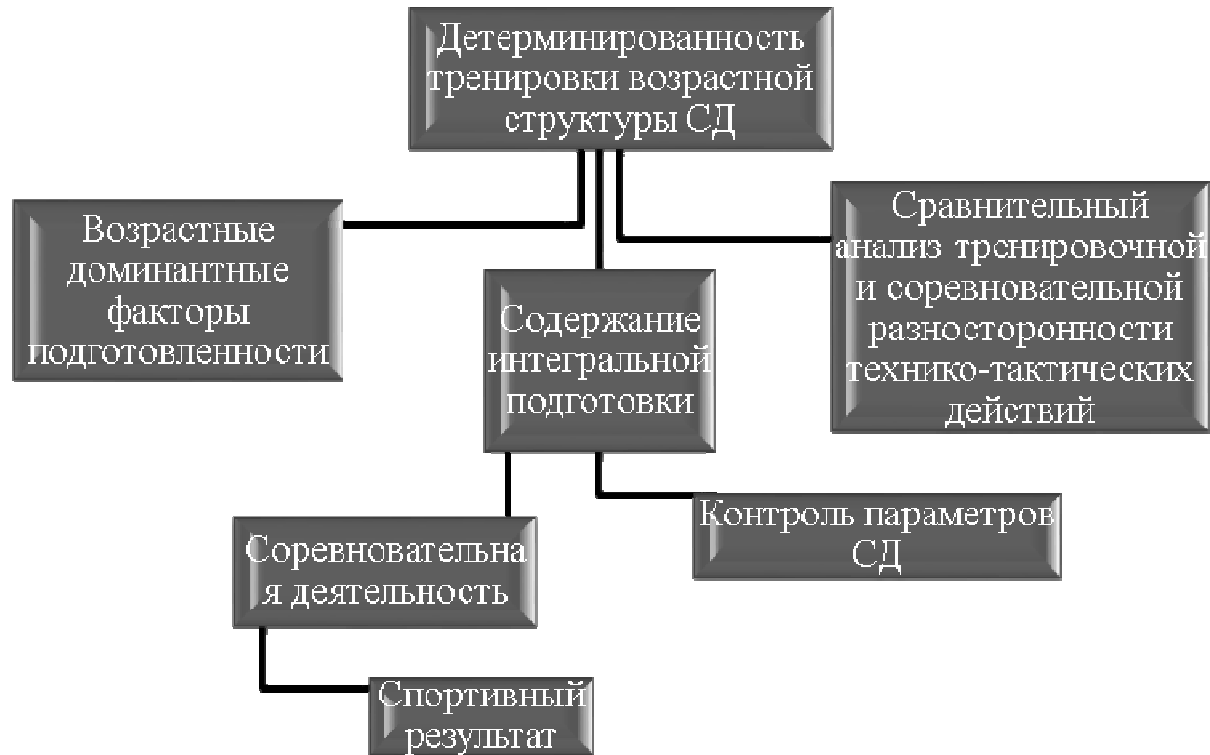 Детерминированность
тренировки возрастной
структуры СД
Возрастные
доминантные
факторы
подготовленности
Содержание
интегральной
подготовки
Сравнительный
анализ тренировочной
и соревновательной
разносторонности
технико-тактических
действий
Соревновательна
я деятельность
Контроль параметров
СД
Спортивный
результат